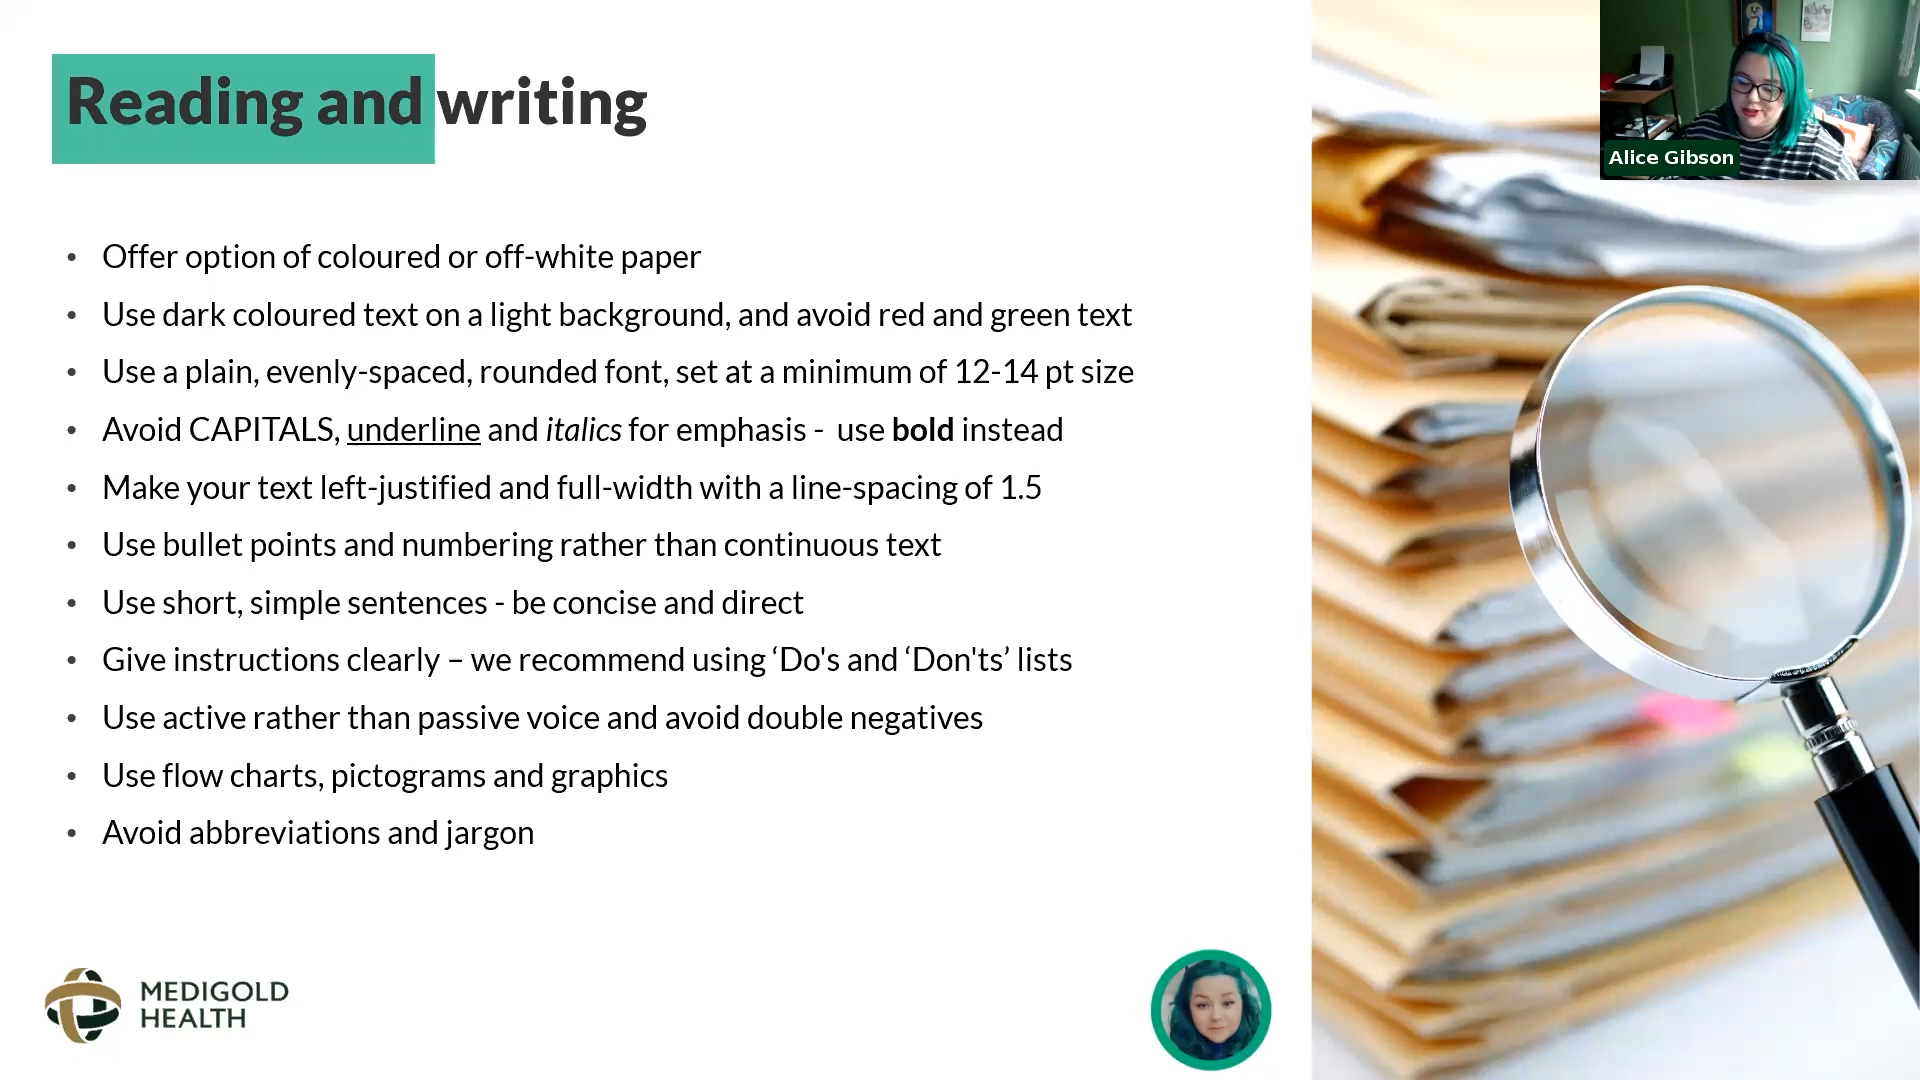 Reading and writing
Alice Gibson
• Offer option of coloured or off-white paper
• Use dark coloured text on a light background, and avoid red and green text
• Use a plain, evenly-spaced, rounded font, set at a minimum of 12-14 pt size
• Avoid CAPITALS, underline and italics for emphasis -  use bold instead
• Make your text left-justified and full-width with a line-spacing of 1.5
• Use bullet points and numbering rather than continuous text
• Use short, simple sentences - be concise and direct
• Give instructions clearly – we recommend using ‘Do's and ‘Don'ts’ lists
• Use active rather than passive voice and avoid double negatives
• Use flow charts, pictograms and graphics
• Avoid abbreviations and jargon
MEDIGOLD
HEALTH